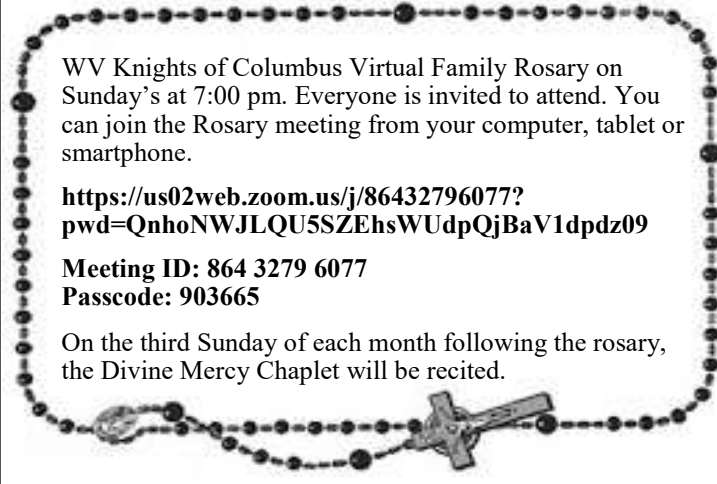 WV Knights of Columbus Virtual Family Rosary on
Sunday's at 7:00 pm. Everyone is invited to attend. You
can join the Rosary meeting from your computer, tablet or
smartphone.
https://us02web.zoom.us/j/86432796077?
pwd=QnhoNWJLQU5SZEhsWUdpQjBaV1dpdz09
Meeting ID: 864 3279 6077
Passcode: 903665
On the third Sunday of each month following the rosary,
the Divine Mercy Chaplet will be recited.